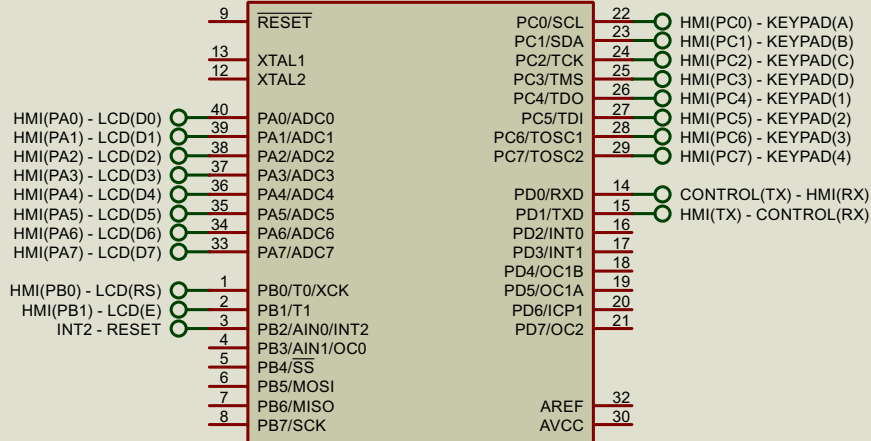 9 RESET PC0/SCL 22 HMI(PC0) - KEYPAD(A)
PC1/SDA 23 HMI(PC1) - KEYPAD(B)
13 XTAL1 PC2/TCK 24 HMI(PC2) - KEYPAD(C)
12 XTAL2 PC3/TMS 25 HMI(PC3) - KEYPAD(D)
PC4/TDO 26 HMI(PC4) - KEYPAD(1)
HMI(PA0) - LCD(D0) 40 PA0/ADC0 PC5/TDI 27 HMI(PC5) - KEYPAD(2)
HMI(PA1) - LCD(D1) 39 PA1/ADC1 PC6/TOSC1 28 HMI(PC6) - KEYPAD(3)
HMI(PA2) - LCD(D2) 38 PA2/ADC2 PC7/TOSC2 29 HMI(PC7) - KEYPAD(4)
HMI(PA3) - LCD(D3) 37 PA3/ADC3
HMI(PA4) - LCD(D4) 36 PA4/ADC4 PD0/RXD 14 CONTROL(TX) - HMI(RX)
HMI(PA5) - LCD(D5) 35 PA5/ADC5 PD1/TXD 15 HMI(TX) - CONTROL(RX)
HMI(PA6) - LCD(D6) 34 PA6/ADC6 PD2/INT0 16
HMI(PA7) - LCD(D7) 33 PA7/ADC7 PD3/INT1 17
PD4/OC1B 18
HMI(PB0) - LCD(RS) 1 PB0/T0/XCK PD5/OC1A 19
HMI(PB1) - LCD(E) 2 PB1/T1 PD6/ICP1 20
INT2 - RESET 3 PB2/AIN0/INT2 PD7/OC2 21
4 PB3/AIN1/OC0
5 PB4/SS
6 PB5/MOSI
7 PB6/MISO AREF 32
8 PB7/SCK AVCC 30